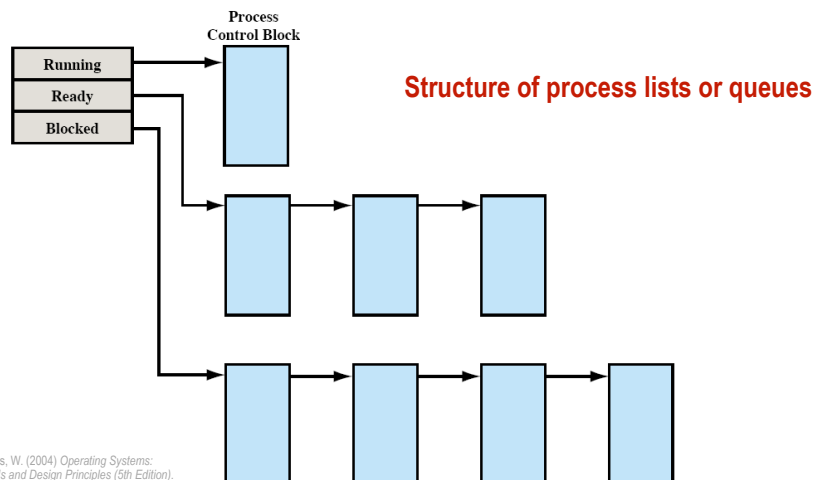 Process
Control Block
Running
Ready
Blocked
Structure of process lists or queues
W. (2004) Operating Systems:
and Design Principles (5th Edition).